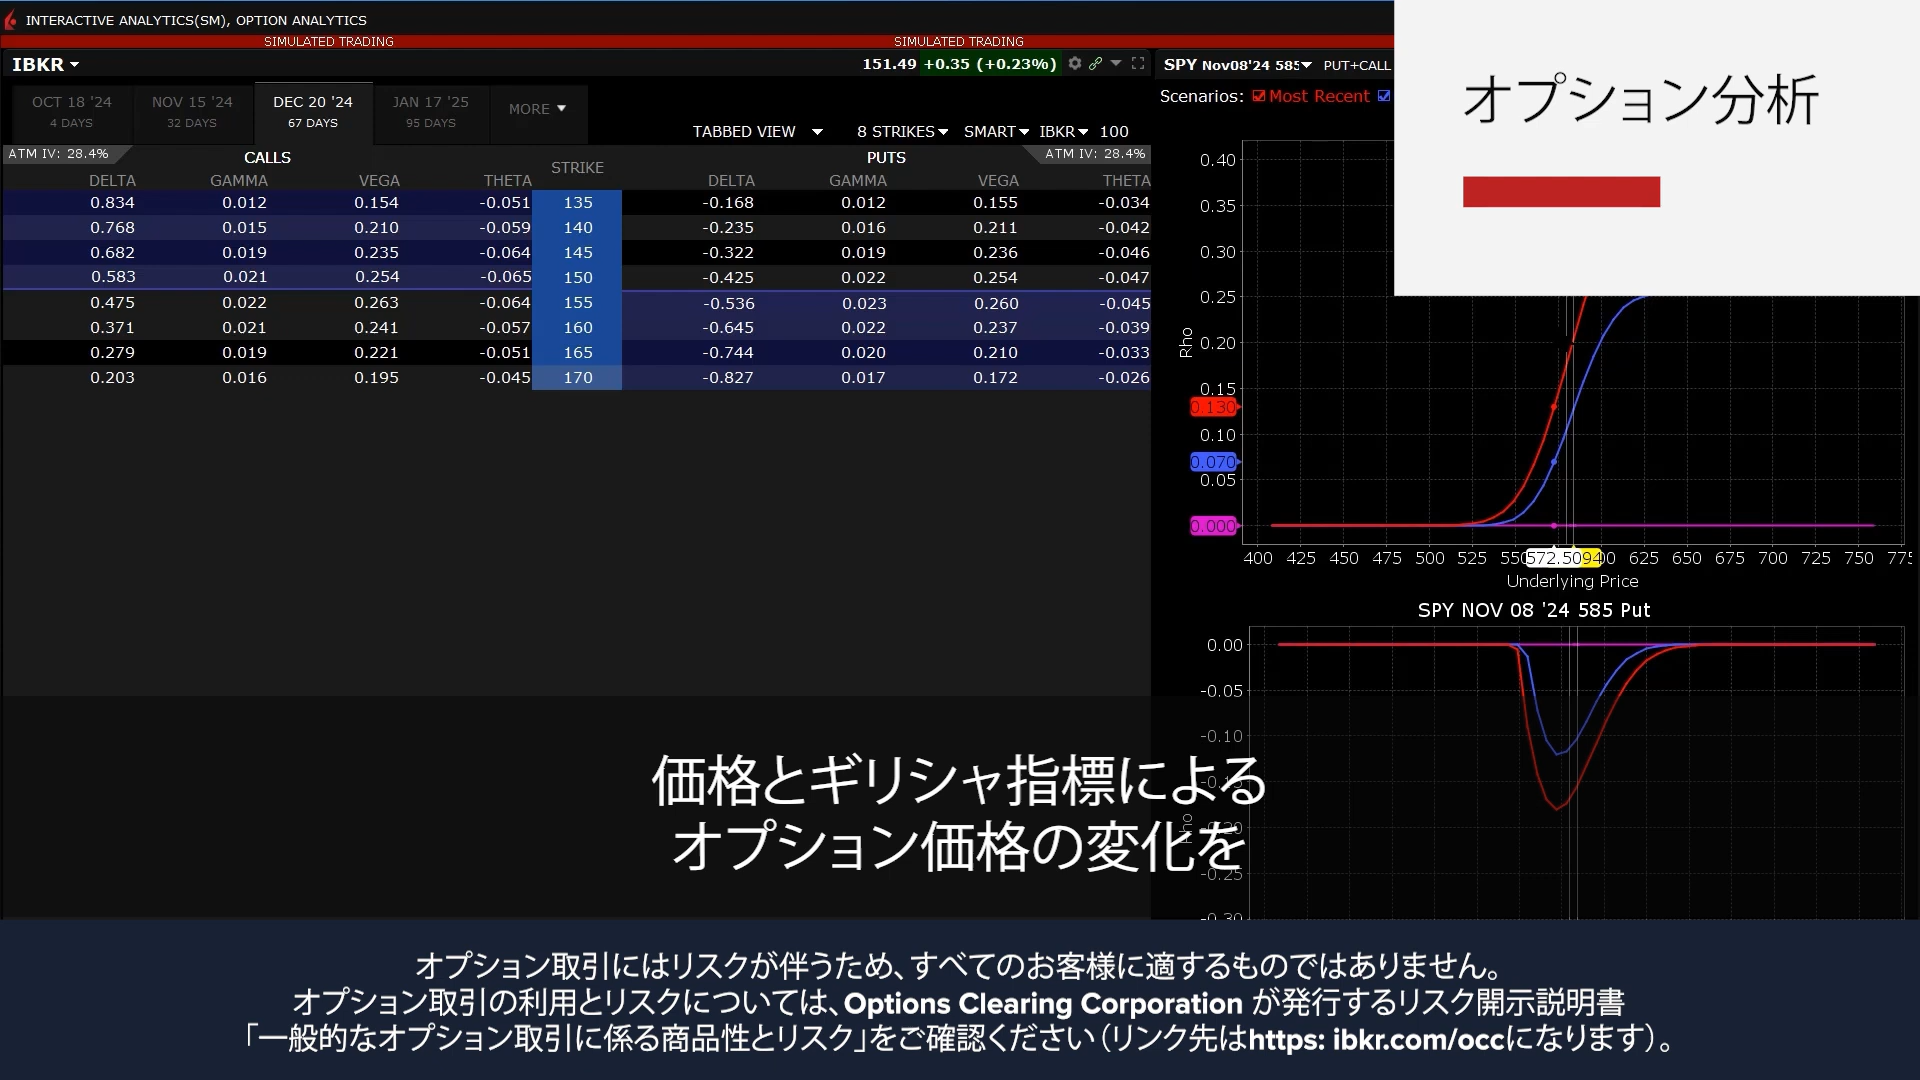 INTERACTIVE ANALYTICS(SM), OPTION ANALYTICS
SIMULATED TRADING SIMULATED TRADING
IBKR 151.49 +0.35 (+0.23%)
OCT 18 '24 NOV 15 '24 DEC 20 '24 JAN 17 '25 MORE
4 DAYS 32 DAYS 67 DAYS 95 DAYS
TABBED VIEW 8 STRIKES SMART IBKR 100
ATM IV: 28.4% CALLS STRIKE PUTS ATM IV: 28.4%
DELTA GAMMA VEGA THETA DELTA GAMMA VEGA THETA
0.834 0.012 0.154 -0.051 135 -0.168 0.012 0.155 -0.034
0.768 0.015 0.210 -0.059 140 -0.235 0.016 0.211 -0.042
0.682 0.019 0.235 -0.064 145 -0.322 0.019 0.236 -0.046
0.583 0.021 0.254 -0.065 150 -0.425 0.022 0.254 -0.047
0.475 0.022 0.263 -0.064 155 -0.536 0.023 0.260 -0.045
0.371 0.021 0.241 -0.057 160 -0.645 0.022 0.237 -0.039
0.279 0.019 0.221 -0.051 165 -0.744 0.020 0.210 -0.033
0.203 0.016 0.195 -0.045 170 -0.827 0.017 0.172 -0.026
SPY Nov08'24 585 PUT+CALL
Scenarios: Most Recent
オプション分析
0.40
0.35
0.30
0.25
Rho
0.20
0.15
0.130
0.10
0.070
0.05
0.000
400 425 450 475 500 525 572.50 625 650 675 700 725 750
Underlying Price
SPY NOV 08 '24 585 Put
0.00
-0.05
-0.10
-0.20
-0.25
-0.30
価格とギリシャ指標による
オプション価格の変化を
オプション取引にはリスクが伴うため、すべてのお客様に適するものではありません。
オプション取引の利用とリスクについては、Options Clearing Corporation が発行するリスク開示説明書
「一般的なオプション取引に係る商品性とリスク」をご確認ください（リンク先はhttps: ibkr.com/occになります）。